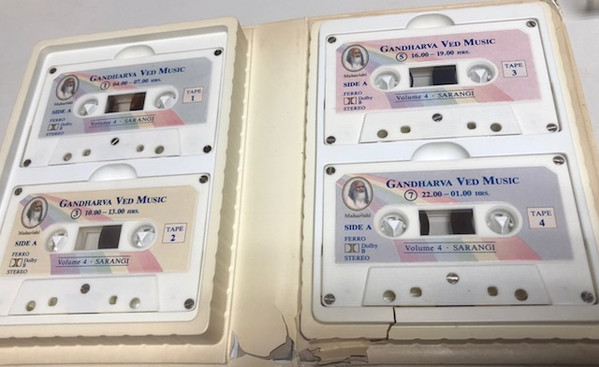 GANDHARVA VED MUSIC
① 04.00 - 07.00 HRS.
Maharishi
TAPE
1
SIDE A
FERRO
Dolby
B
STEREO
Volume 4 - SARANGI
GANDHARVA VED MUSIC
③ 10.00 - 13.00 HRS.
Maharishi
TAPE
2
SIDE A
FERRO
Dolby
B
STEREO
Volume 4 - SARANGI
GANDHARVA VED MUSIC
⑤ 16.00 - 19.00 HRS.
Maharishi
TAPE
3
SIDE A
FERRO
Dolby
B
STEREO
Volume 4 - SARANGI
GANDHARVA VED MUSIC
⑦ 22.00 - 01.00 HRS.
Maharishi
TAPE
4
SIDE A
FERRO
Dolby
B
STEREO
Volume 4 - SARANGI